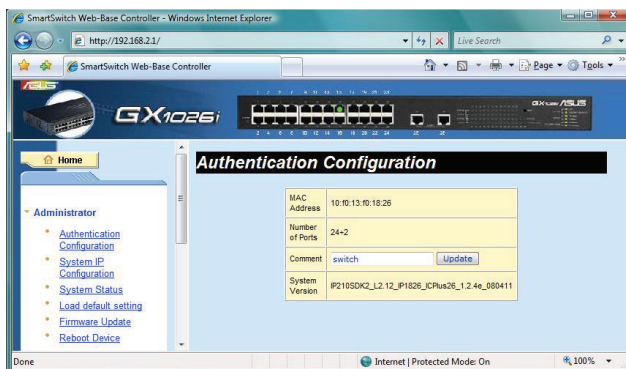 SmartSwitch Web-Base Controller - Windows Internet Explorer
http://192.168.2.1/
Live Search
SmartSwitch Web-Base Controller
Page
Tools
GX1026i
ASUS
Home
Administrator
Authentication
Configuration
System IP
Configuration
System Status
Load default setting
Firmware Update
Reboot Device
Authentication Configuration
MAC
Address
10:f0:13:f0:18:26
Number
of Ports
24+2
Comment
switch
Update
System
Version
IP210SDK2_L2.12_IP1826_ICPlus26_1.2.4e_080411
Done
Internet | Protected Mode: On
100%